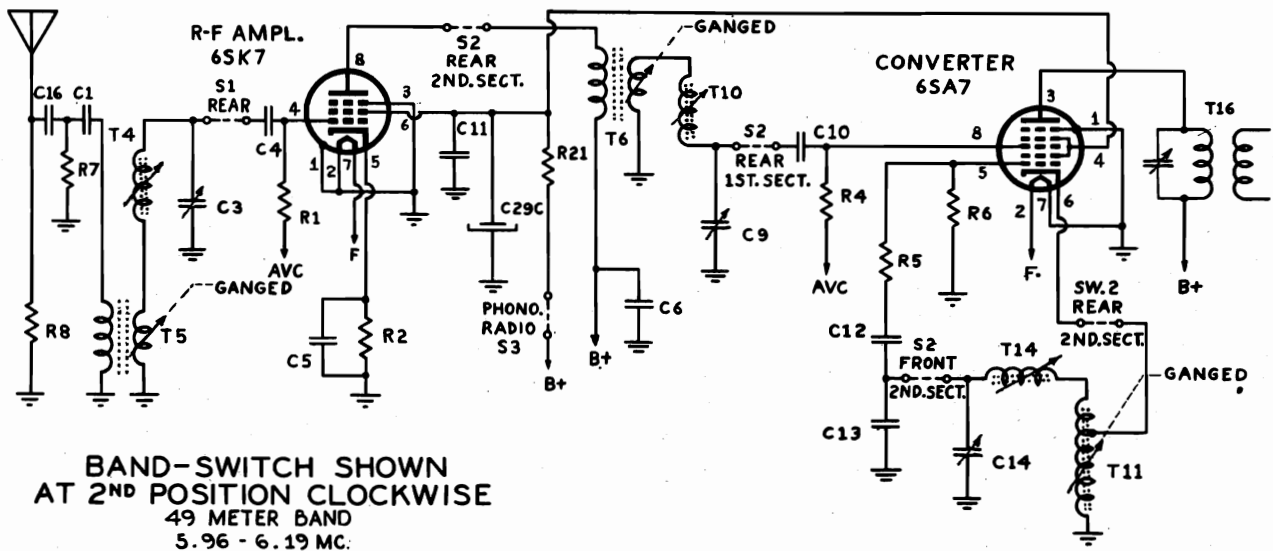 R-F AMPL.
6SK7
S2
REAR
2ND.SECT.
GANGED
CONVERTER
6SA7
C16
C1
S1
REAR
T4
C4
4
8
3
6
1
2
7
5
C11
R7
C3
R1
AVC
F
C29C
R21
T6
T10
S2
REAR
1ST. SECT.
C10
C9
R4
AVC
8
5
3
1
4
2
7
6
R6
R5
F.
T16
B+
R8
T5
GANGED
C5
R2
PHONO.
RADIO
S3
B+
B+
C6
C12
S2
FRONT
2ND.SECT.
C13
C14
T14
SW.2
REAR
2ND.SECT.
GANGED
T11
BAND-SWITCH SHOWN
AT 2ND POSITION CLOCKWISE
49 METER BAND
5.96 - 6.19 MC.